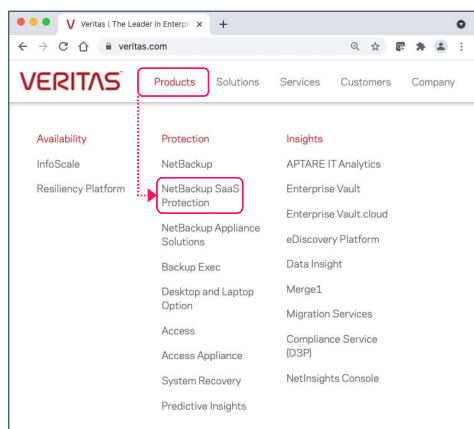 Veritas | The Leader in Enterpr
veritas.com
VERITAS
Products Solutions Services Customers Company
Availability
InfoScale
Resiliency Platform
Protection
NetBackup
NetBackup SaaS
Protection
NetBackup Appliance
Solutions
Backup Exec
Desktop and Laptop
Option
Access
Access Appliance
System Recovery
Predictive Insights
Insights
APTARE IT Analytics
Enterprise Vault
Enterprise Vault.cloud
eDiscovery Platform
Data Insight
Merge1
Migration Services
Compliance Service
(D3P)
NetInsights Console